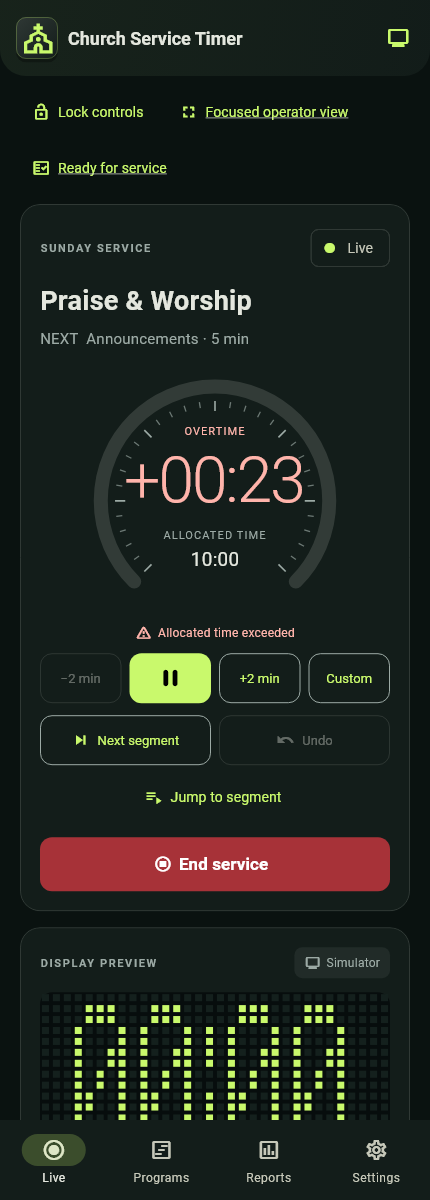 Church Service Timer
Lock controls
Focused operator view
Ready for service
SUNDAY SERVICE
Live
Praise & Worship
NEXT Announcements · 5 min
OVERTIME
+00:23
ALLOCATED TIME
10:00
Allocated time exceeded
−2 min
+2 min
Custom
Next segment
Undo
Jump to segment
End service
DISPLAY PREVIEW
Simulator
Live
Programs
Reports
Settings